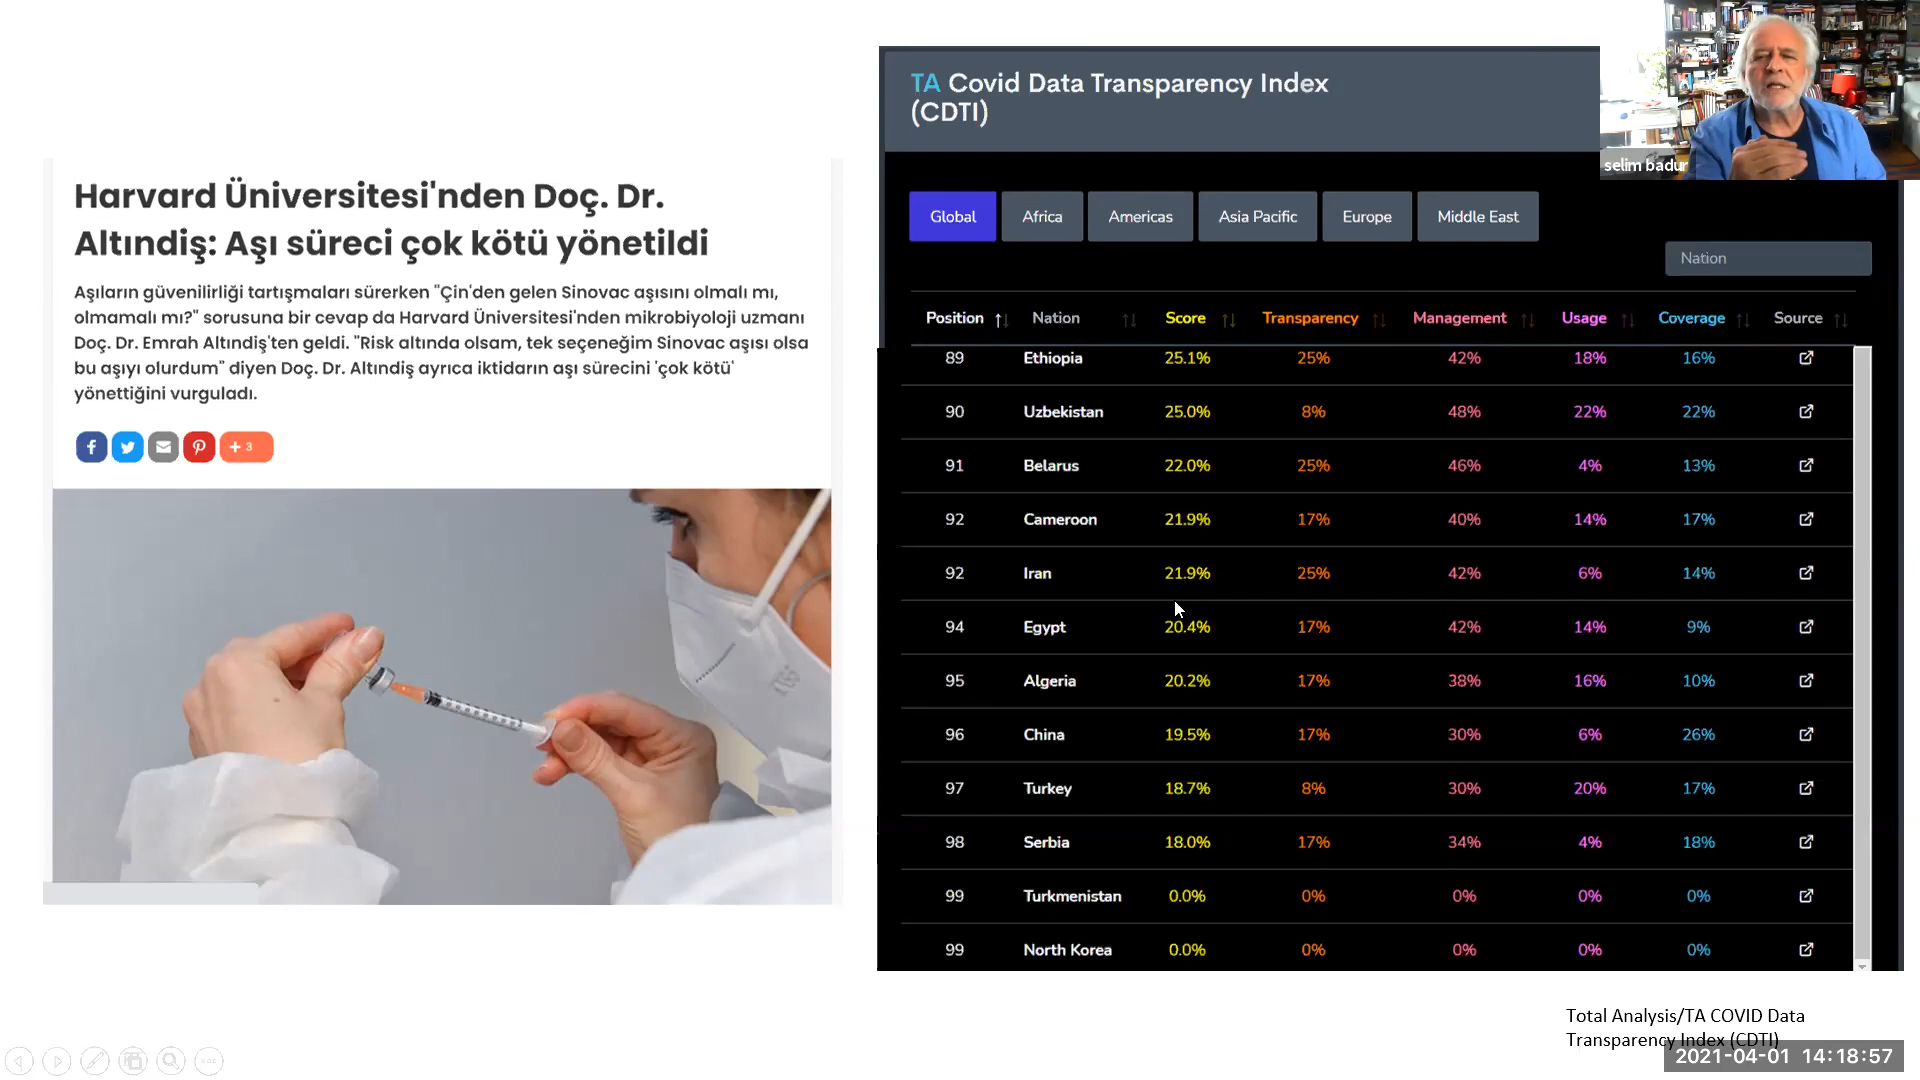 Harvard Üniversitesi'nden Doç. Dr.
Altındiş: Aşı süreci çok kötü yönetildi
Aşıların güvenilirliği tartışmaları sürerken "Çin'den gelen Sinovac aşısını olmalı mı,
olmamalı mı?" sorusuna bir cevap da Harvard Üniversitesi'nden mikrobiyoloji uzmanı
Doç. Dr. Emrah Altındiş'ten geldi. "Risk altında olsam, tek seçeneğim Sinovac aşısı olsa
bu aşıyı olurdum" diyen Doç. Dr. Altındiş ayrıca iktidarın aşı sürecini 'çok kötü'
yönettiğini vurguladı.
+ 3
TA Covid Data Transparency Index
(CDTI)
selim badur
Global Africa Americas Asia Pacific Europe Middle East
Nation
Position Nation Score Transparency Management Usage Coverage Source
89 Ethiopia 25.1% 25% 42% 18% 16%
90 Uzbekistan 25.0% 8% 48% 22% 22%
91 Belarus 22.0% 25% 46% 4% 13%
92 Cameroon 21.9% 17% 40% 14% 17%
92 Iran 21.9% 25% 42% 6% 14%
94 Egypt 20.4% 17% 42% 14% 9%
95 Algeria 20.2% 17% 38% 16% 10%
96 China 19.5% 17% 30% 6% 26%
97 Turkey 18.7% 8% 30% 20% 17%
98 Serbia 18.0% 17% 34% 4% 18%
99 Turkmenistan 0.0% 0% 0% 0% 0%
99 North Korea 0.0% 0% 0% 0% 0%
Total Analysis/TA COVID Data
Transparency Index (CDTI)
2021-04-01 14:18:57